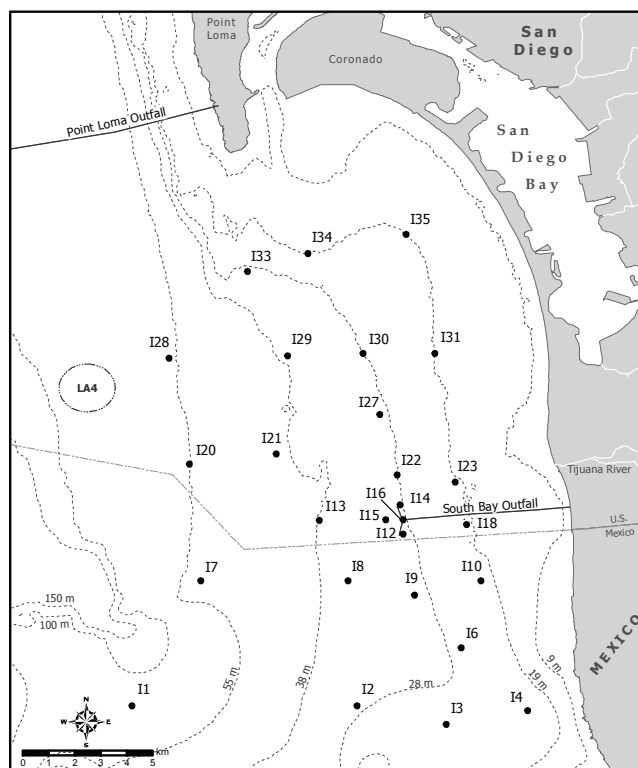 Point
Loma
San
Diego
Coronado
Point Loma Outfall
San
Diego
Bay
I35
I34
I33
I28
I29
I30
I31
LA4
I27
I21
I20
I22
I23
Tijuana River
I16
I14
I13
I15
South Bay Outfall
I18
U.S.
Mexico
I12
I7
I8
I9
I10
150 m
100 m
I6
MEXICO
55 m
38 m
28 m
19 m
9 m
I1
I2
I3
I4
N
W E
S
km
0 1 2 3 4 5